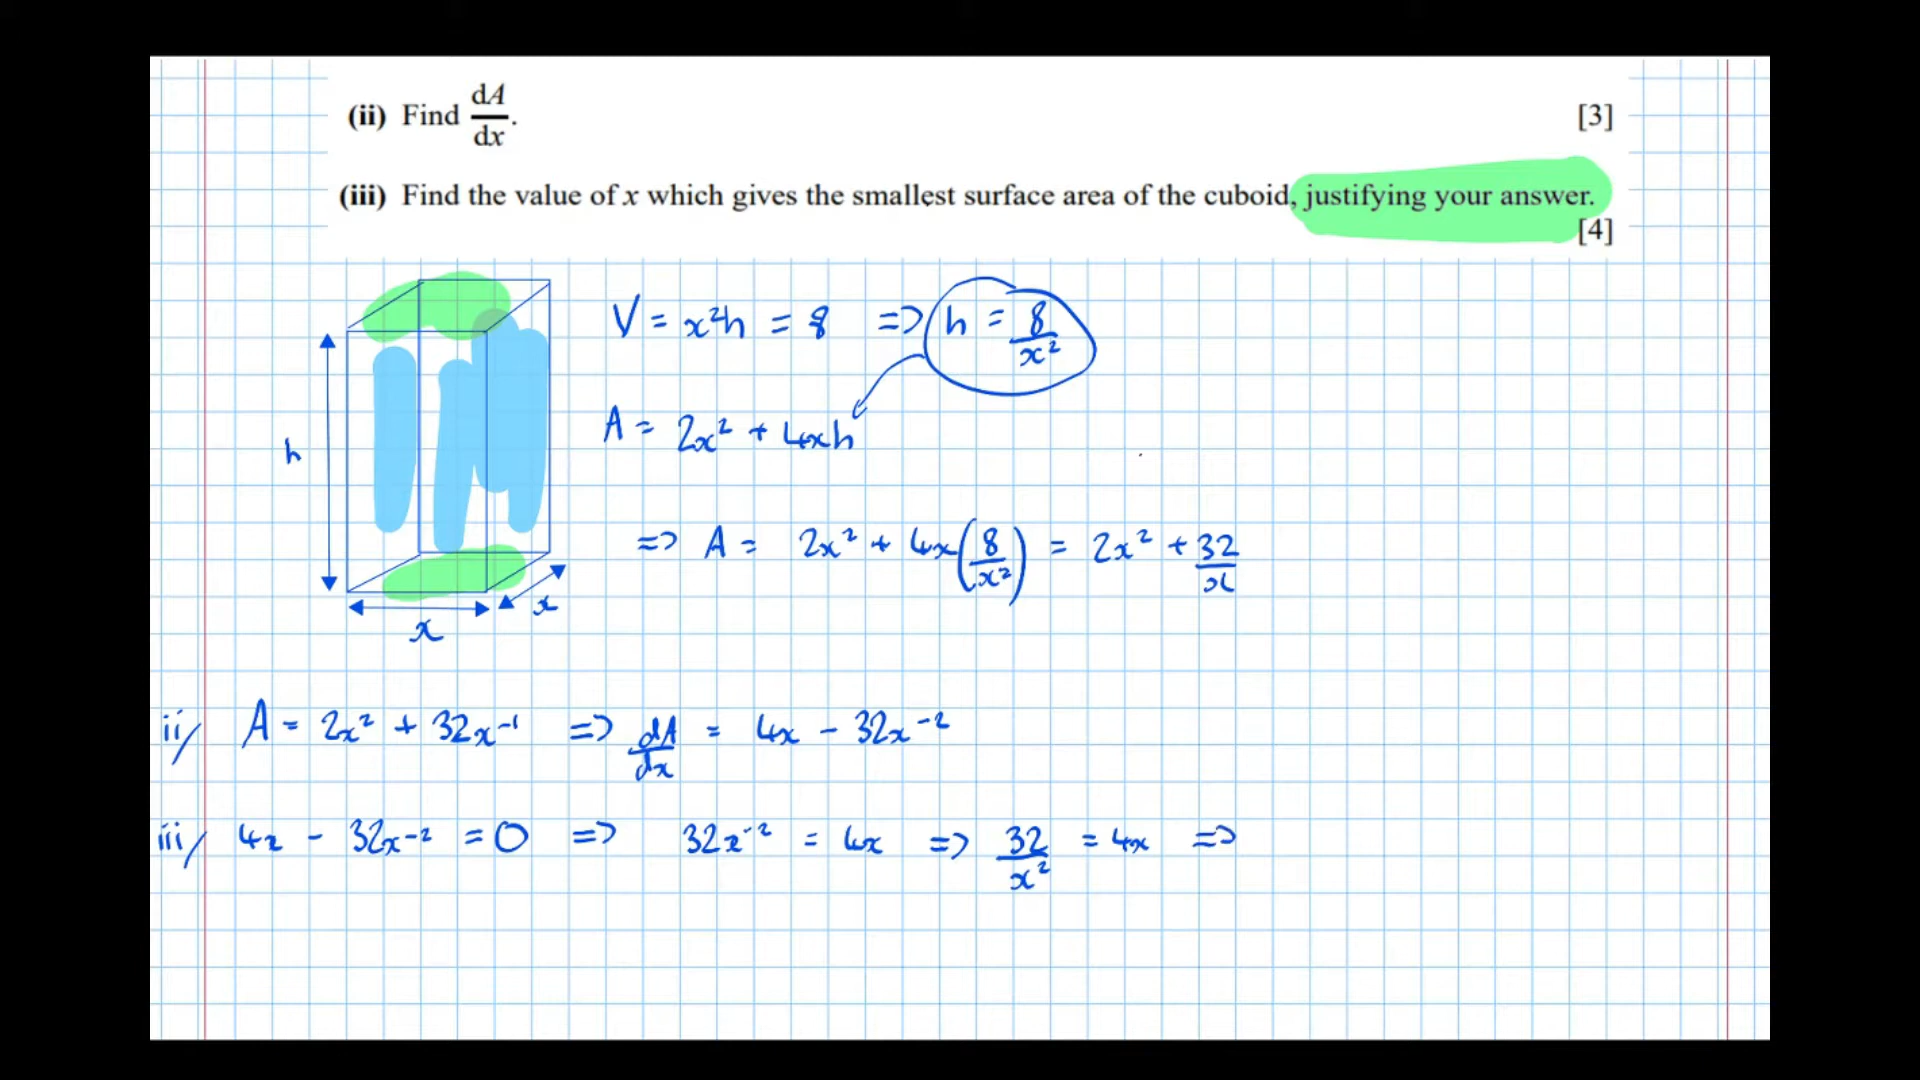 (ii) Find dA/dx. [3]
(iii) Find the value of x which gives the smallest surface area of the cuboid, justifying your answer.
[4]
V = x²h = 8 => h = 8/x²
A = 2x² + 4xh
h
=> A = 2x² + 4x(8/x²) = 2x² + 32/x
x
x
ii/ A = 2x² + 32x⁻¹ => dA/dx = 4x - 32x⁻²
iii/ 4x - 32x⁻² = 0 => 32x⁻² = 4x => 32/x² = 4x =>